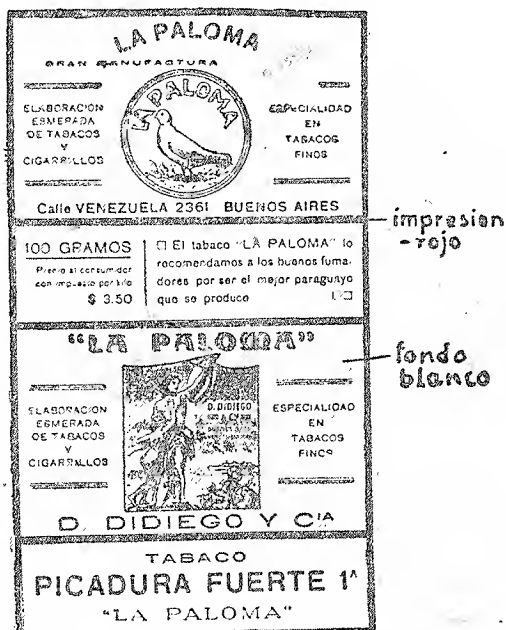 LA PALOMA
GRAN MANUFACTURA
ELABORACION
ESMERADA
DE TABACOS
Y
CIGARRILLOS
LA PALOMA
ESPECIALIDAD
EN
TABACOS
FINOS
Calle VENEZUELA 2361 BUENOS AIRES
impresion
-rojo
100 GRAMOS
Precio al consumidor
con impuesto por kilo
$ 3.50
El tabaco "LA PALOMA" lo
recomendamos a los buenos fuma-
dores por ser el mejor paraguayo
que se produce
"LA PALOMA"
fondo
blanco
ELABORACION
ESMERADA
DE TABACOS
Y
CIGARRILLOS
D. DIDIEGO
ESPECIALIDAD
EN
TABACOS
FINOS
D. DIDIEGO Y CIA
TABACO
PICADURA FUERTE 1ᴬ
"LA PALOMA"